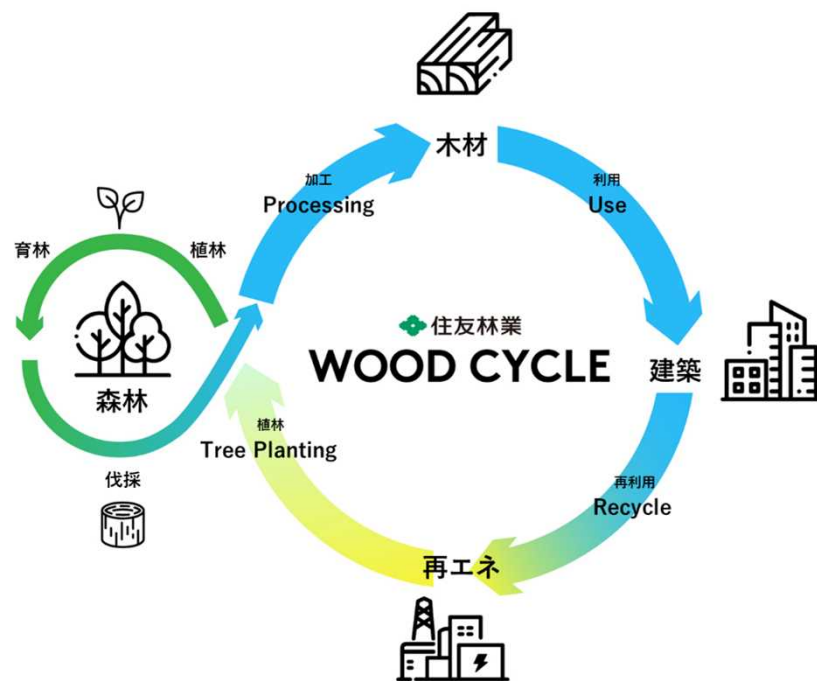 木材
加工
Processing
利用
Use
育林
植林
住友林業
WOOD CYCLE
森林
建築
植林
Tree Planting
伐採
再利用
Recycle
再エネ